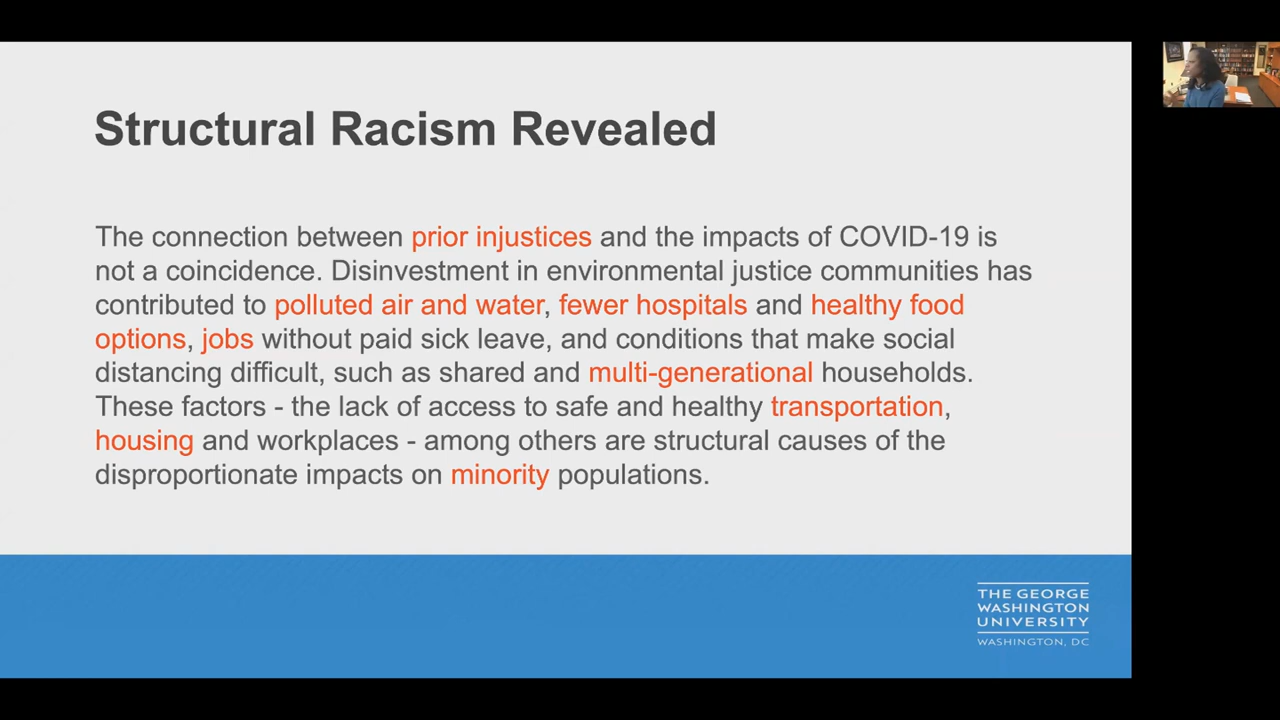 Structural Racism Revealed
The connection between prior injustices and the impacts of COVID-19 is
not a coincidence. Disinvestment in environmental justice communities has
contributed to polluted air and water, fewer hospitals and healthy food
options, jobs without paid sick leave, and conditions that make social
distancing difficult, such as shared and multi-generational households.
These factors - the lack of access to safe and healthy transportation,
housing and workplaces - among others are structural causes of the
disproportionate impacts on minority populations.
THE GEORGE
WASHINGTON
UNIVERSITY
WASHINGTON, DC